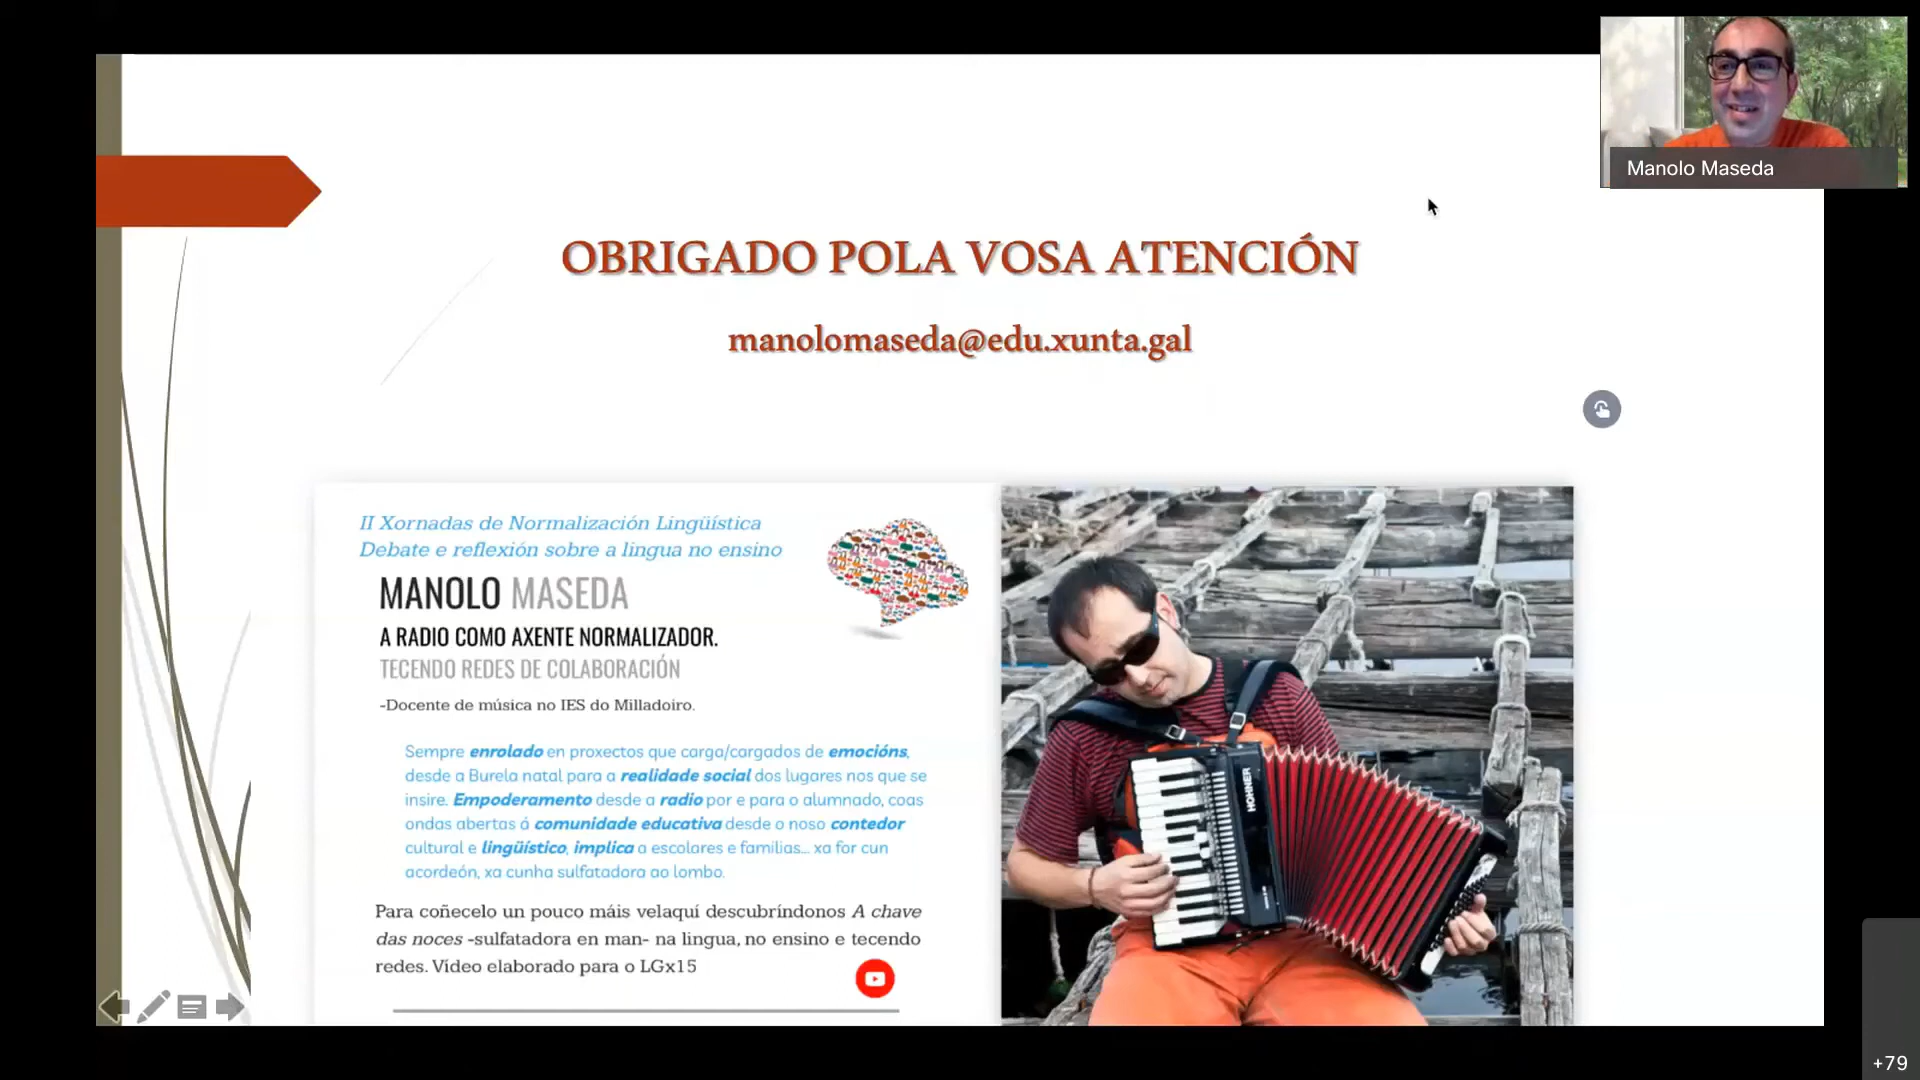 Manolo Maseda
OBRIGADO POLA VOSA ATENCIÓN
manolomaseda@edu.xunta.gal
II Xornadas de Normalización Lingüística
Debate e reflexión sobre a lingua no ensino
MANOLO MASEDA
A RADIO COMO AXENTE NORMALIZADOR.
TECENDO REDES DE COLABORACIÓN
-Docente de música no IES do Milladoiro.
Sempre enrolado en proxectos que carga/cargados de emocións,
desde a Burela natal para a realidade social dos lugares nos que se
insire. Empoderamento desde a radio por e para o alumnado, coas
ondas abertas á comunidade educativa desde o noso contedor
cultural e lingüístico, implica a escolares e familias... xa for cun
acordeón, xa cunha sulfatadora ao lombo.
Para coñecelo un pouco máis velaquí descubríndonos A chave
das noces -sulfatadora en man- na lingua, no ensino e tecendo
redes. Vídeo elaborado para o LGx15
HOHNER
+79